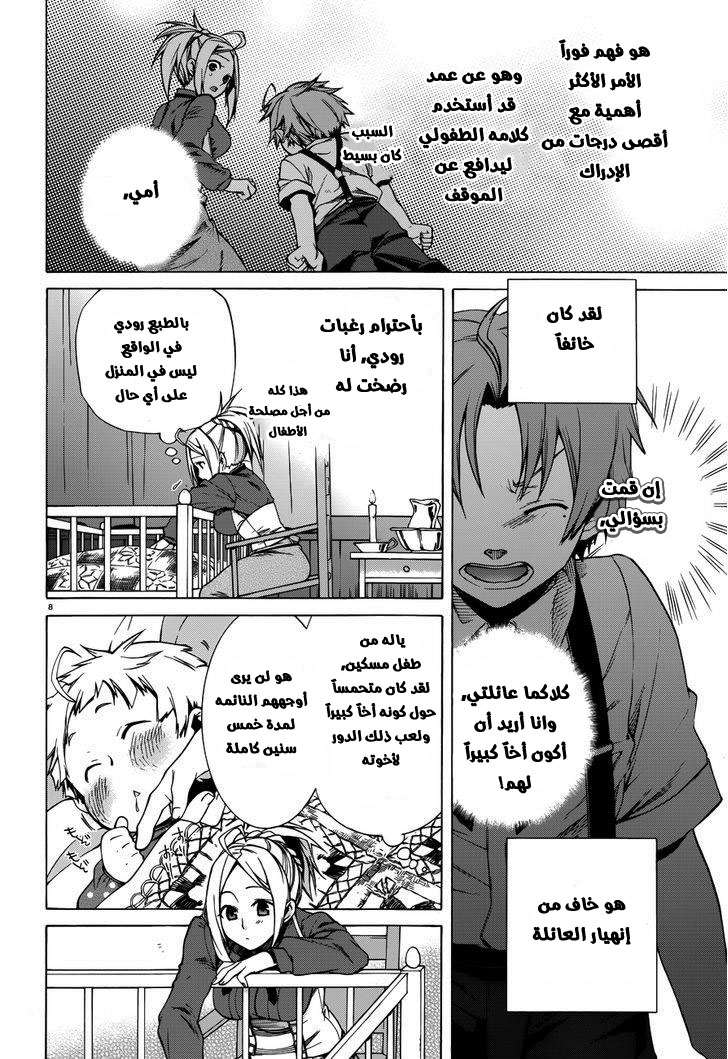 هو فهم فوراً
الأمر الأكثر
أهمية مع
أقصى درجات من
الإدراك
وهو عن عمد
قد أستخدم
كلامه الطفولي
ليدافع عن
الموقف
السبب
كان بسيط
أمي,
لقد كان
خائفاً
إن قمت
بسؤالي,
كلاكما عائلتي,
وانا أريد أن
أكون أخاً كبيراً
لهم!
هو خاف من
إنهيار العائلة
بأحترام رغبات
رودي, أنا
رضخت له
هذا كله
من أجل مصلحة
الأطفال
بالطبع رودي
في الواقع
ليس في المنزل
على أي حال
8
ياله من
طفل مسكين,
لقد كان متحمساً
حول كونه أخاً كبيراً
ولعب ذلك الدور
لأخوته
هو لن يرى
أوجههم النائمه
لمدة خمس
سنين كاملة